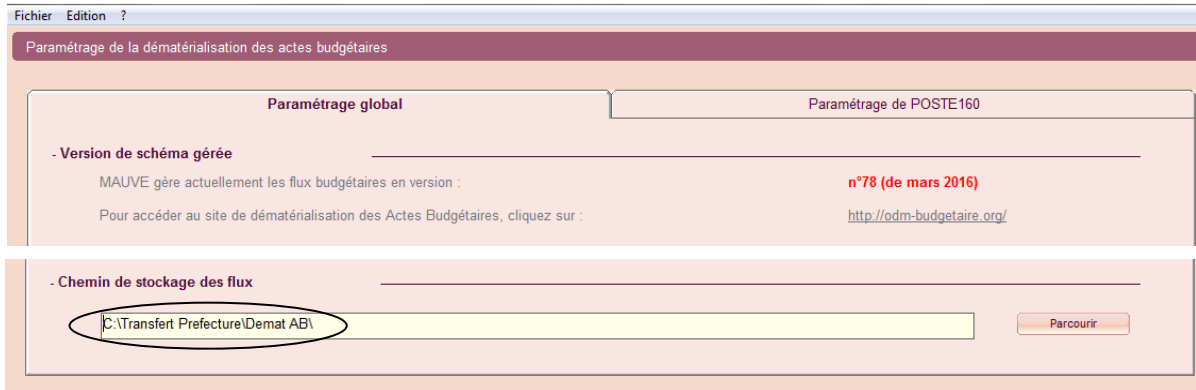 Fichier Edition ?
Paramétrage de la dématérialisation des actes budgétaires
Paramétrage global Paramétrage de POSTE160
- Version de schéma gérée
MAUVE gère actuellement les flux budgétaires en version : n°78 (de mars 2016)
Pour accéder au site de dématérialisation des Actes Budgétaires, cliquez sur : http://odm-budgetaire.org/
- Chemin de stockage des flux
C:\Transfert Prefecture\Demat AB\ Parcourir